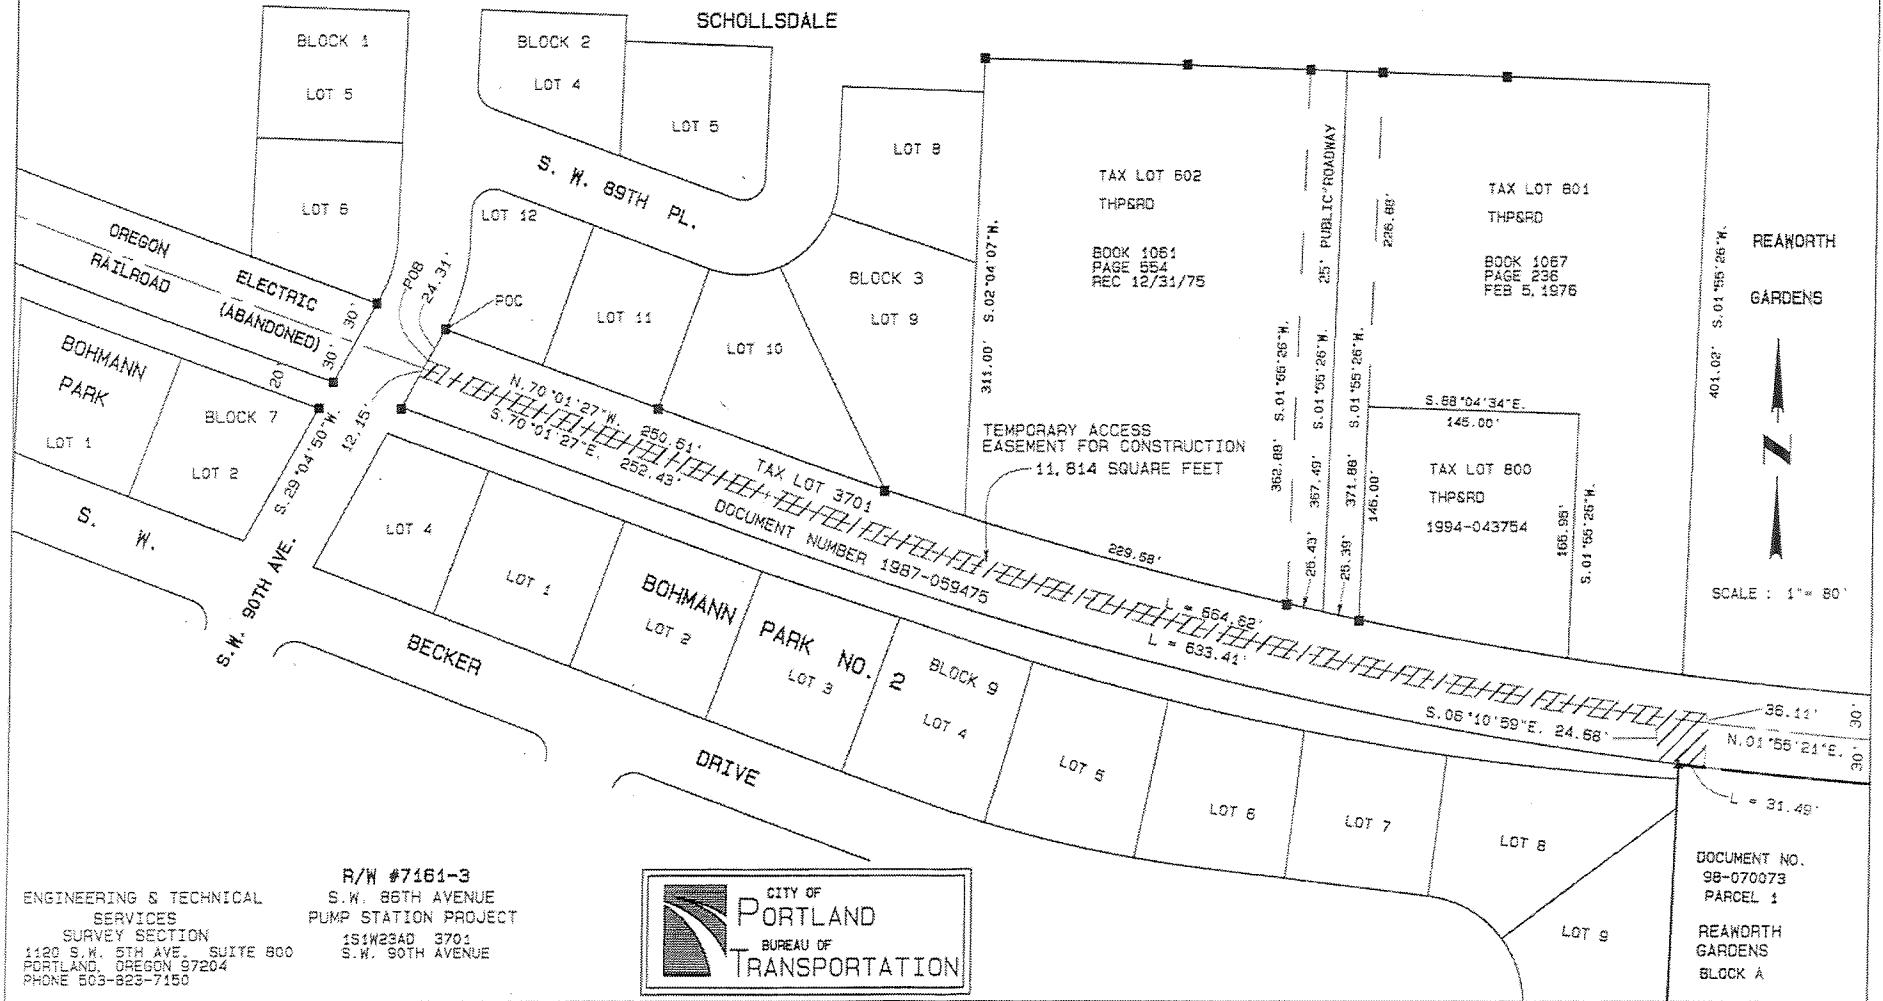 SCHOLLSDALE
BLOCK 1
LOT 5
LOT 6
BLOCK 2
LOT 4
LOT 5
S. W. 89TH PL.
LOT 8
LOT 12
LOT 11
LOT 10
BLOCK 3
LOT 9
OREGON ELECTRIC
RAILROAD (ABANDONED)
30'
30'
20'
POB
24.31'
POC
12.15'
S.29°04'50"W.
BOHMANN
PARK
BLOCK 7
LOT 1
LOT 2
S. W.
S.W. 90TH AVE.
N.70°01'27"W. 250.51'
S.70°01'27"E. 252.43'
TAX LOT 3701
DOCUMENT NUMBER 1987-059475
311.00' S.02°04'07"W.
TAX LOT 602
THP&RD
BOOK 1061
PAGE 554
REC 12/31/75
25' PUBLIC ROADWAY
362.88' S.01°55'26"W.
367.49' S.01°55'26"W.
371.88' S.01°55'26"W.
226.88'
145.00'
26.43'
25.39'
TAX LOT 801
THP&RD
BOOK 1067
PAGE 236
FEB 5, 1976
S.88°04'34"E.
145.00'
TAX LOT 800
THP&RD
1994-043754
166.95'
S.01°55'26"W.
401.02' S.01°55'26"W.
REAWORTH
GARDENS
N
SCALE : 1"= 80'
TEMPORARY ACCESS
EASEMENT FOR CONSTRUCTION
11,814 SQUARE FEET
229.58'
L = 664.62'
L = 633.41'
S.06°10'59"E. 24.68'
36.11'
N.01°55'21"E.
30'
30'
L = 31.49'
LOT 4
LOT 1
BOHMANN PARK NO. 2
LOT 2
LOT 3
BLOCK 9
LOT 4
LOT 5
LOT 6
LOT 7
LOT 8
LOT 9
BECKER DRIVE
DOCUMENT NO.
98-070073
PARCEL 1
REAWORTH
GARDENS
BLOCK A
ENGINEERING & TECHNICAL
SERVICES
SURVEY SECTION
1120 S.W. 5TH AVE. SUITE 800
PORTLAND, OREGON 97204
PHONE 503-823-7150
R/W #7161-3
S.W. 86TH AVENUE
PUMP STATION PROJECT
1S1W23AD 3701
S.W. 90TH AVENUE
CITY OF
PORTLAND
BUREAU OF
TRANSPORTATION